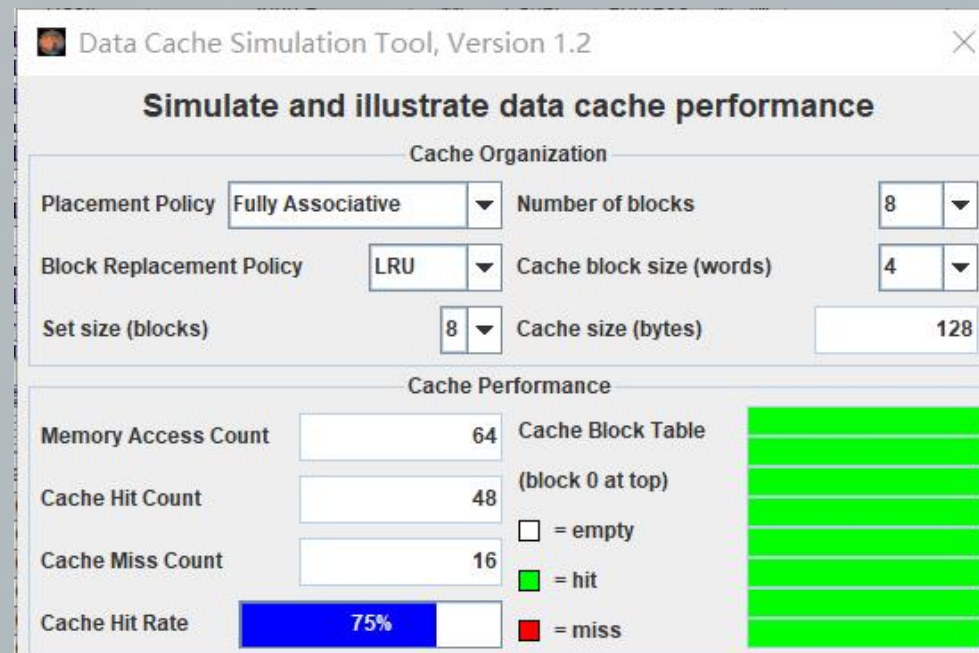 Data Cache Simulation Tool, Version 1.2
Simulate and illustrate data cache performance
Cache Organization
Placement Policy Fully Associative Number of blocks 8
Block Replacement Policy LRU Cache block size (words) 4
Set size (blocks) 8 Cache size (bytes) 128
Cache Performance
Memory Access Count 64 Cache Block Table
(block 0 at top)
Cache Hit Count 48
= empty
Cache Miss Count 16
= hit
Cache Hit Rate 75%
= miss